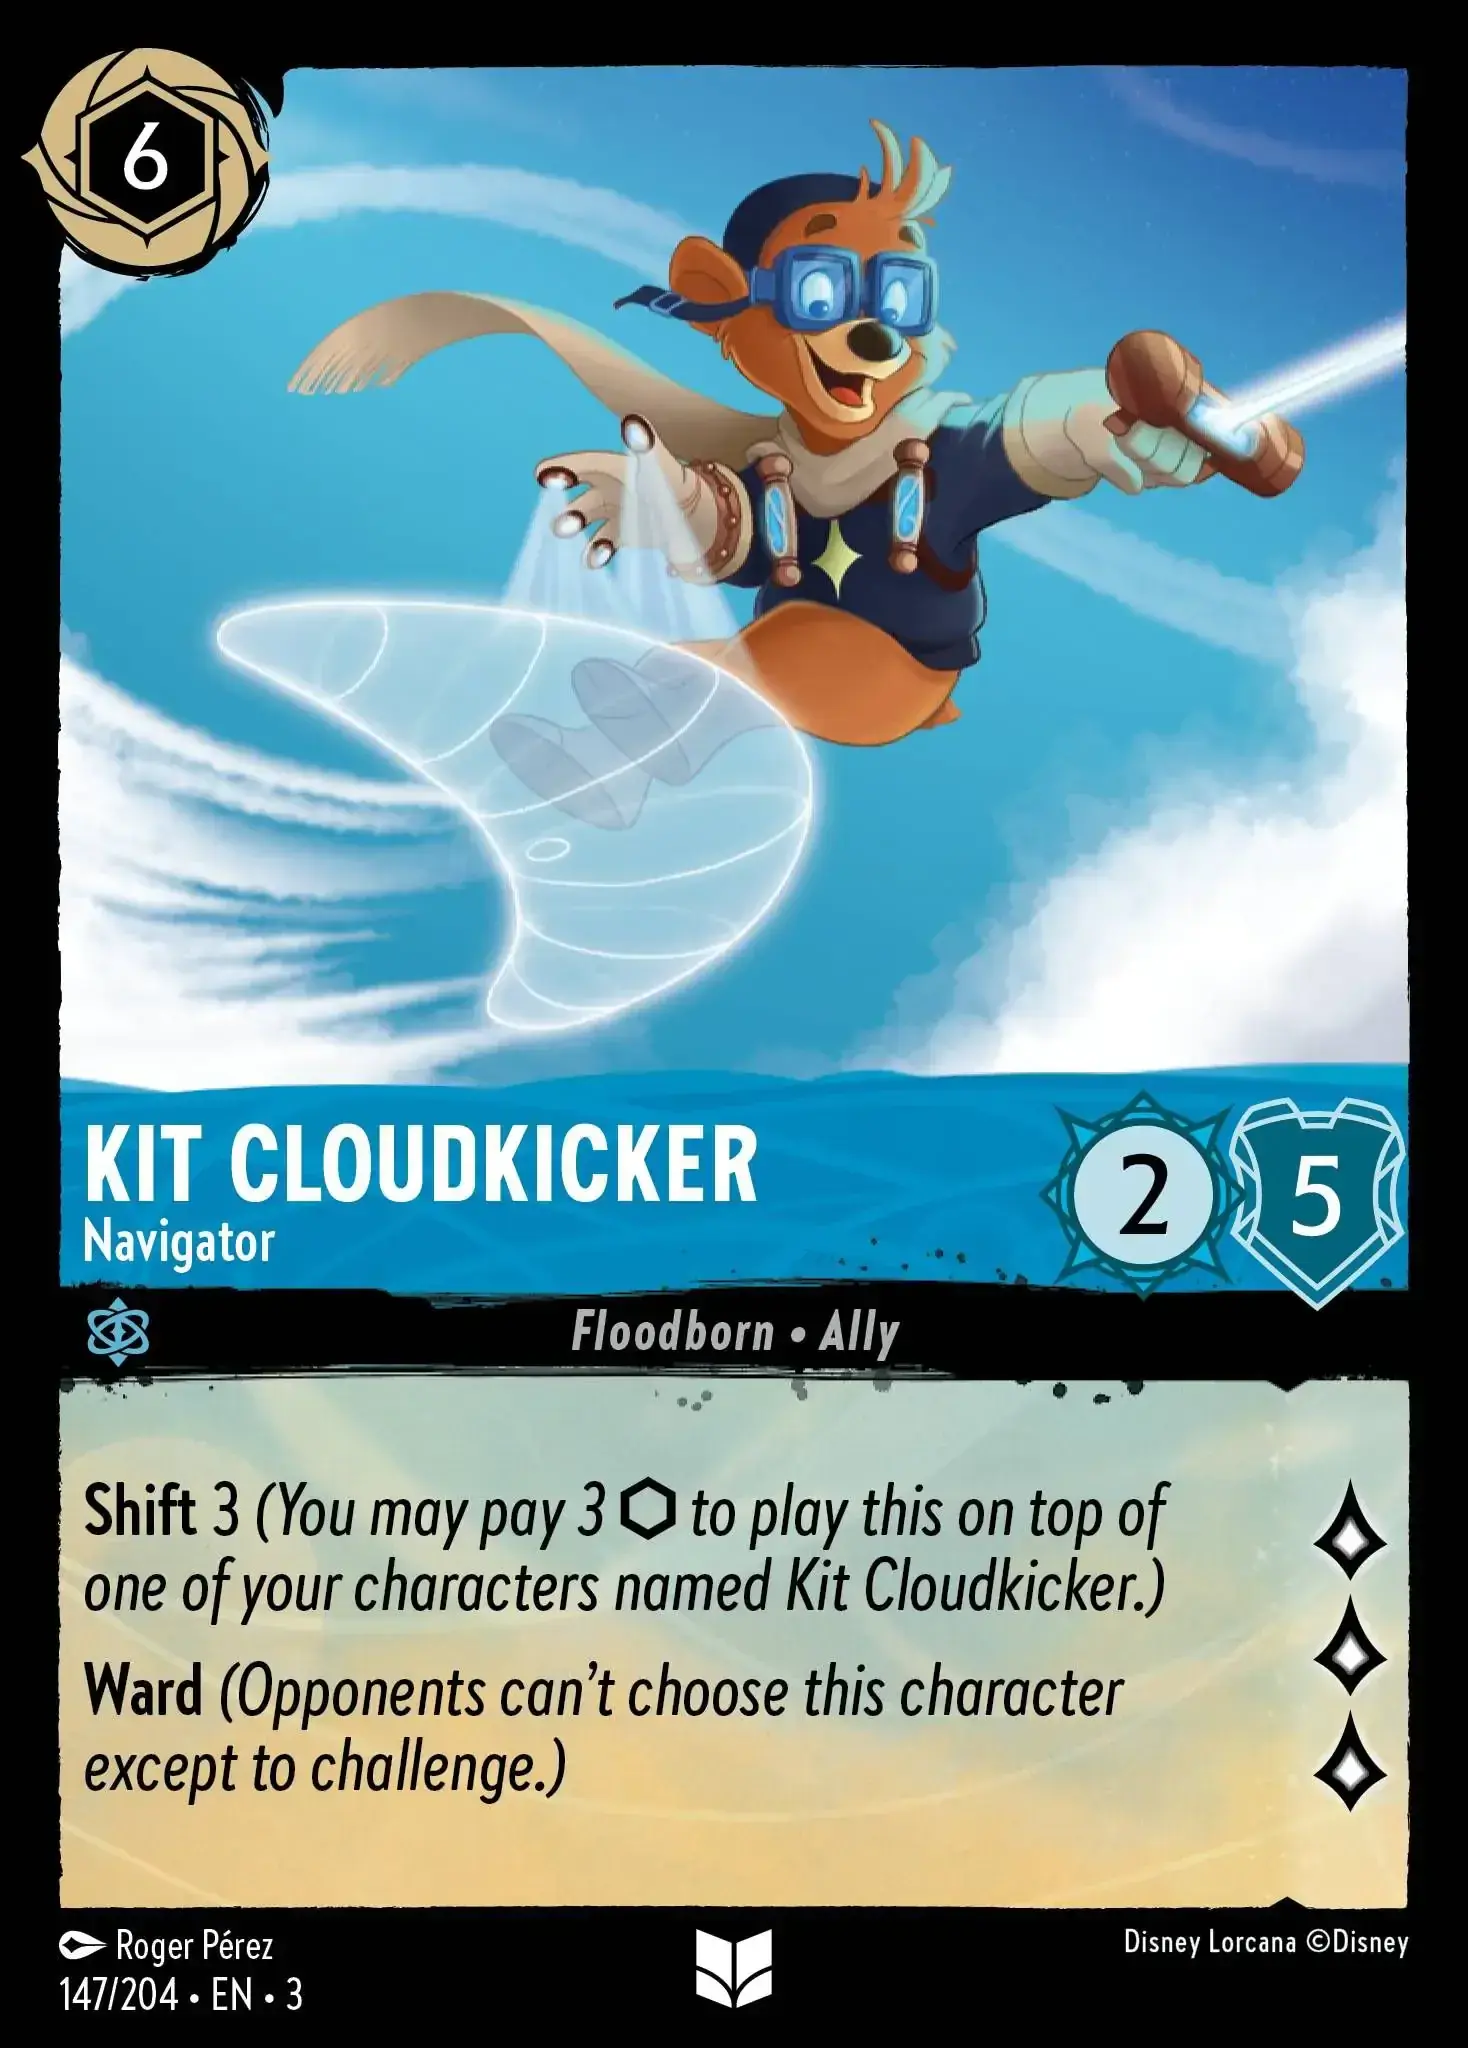 6
KIT CLOUDKICKER
Navigator
2
5
Floodborn • Ally
Shift 3 (You may pay 3 ⬡ to play this on top of
one of your characters named Kit Cloudkicker.)
Ward (Opponents can't choose this character
except to challenge.)
Roger Pérez
147/204 • EN • 3
Disney Lorcana ©Disney